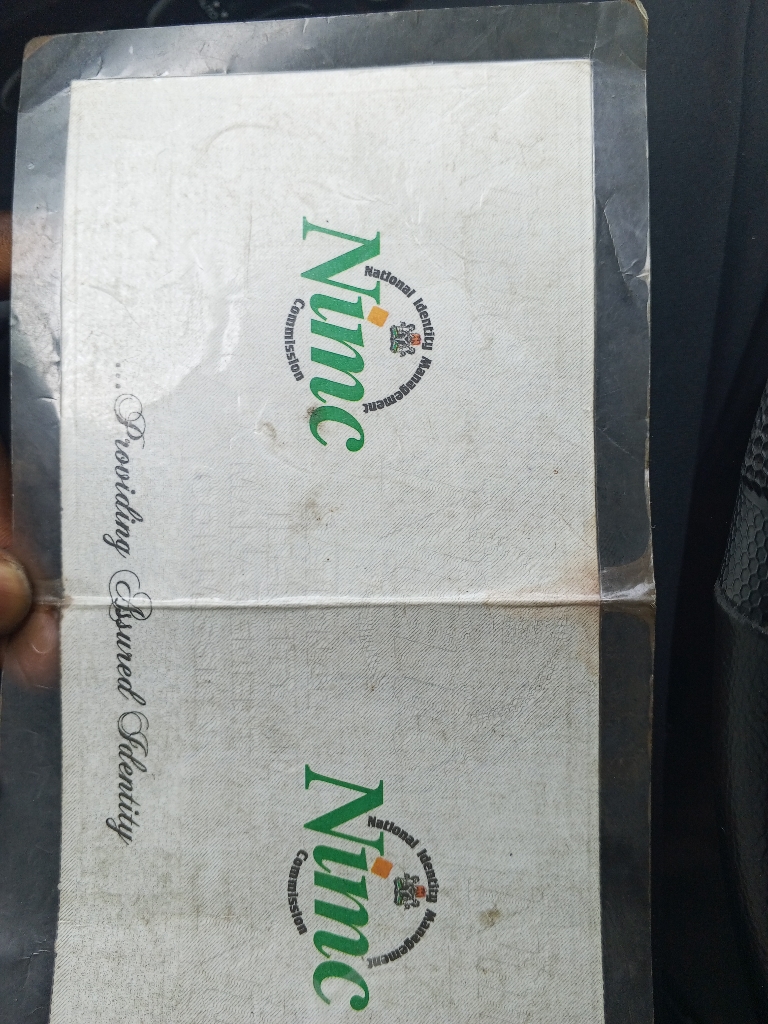 National Identity Management
Nimc
Commission
National Identity Management
Nimc
Commission
...Providing Assured Identity